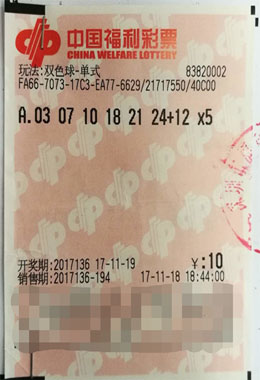 中国福利彩票
CHINA WELFARE LOTTERY
玩法:双色球-单式 83820002
FA66-7073-17C3-EA77-6629/21717550/40C00
A.03 07 10 18 21 24+12 x5
开奖期:2017136 17-11-19 ¥:10
销售期:2017136-194 17-11-18 18:44:00